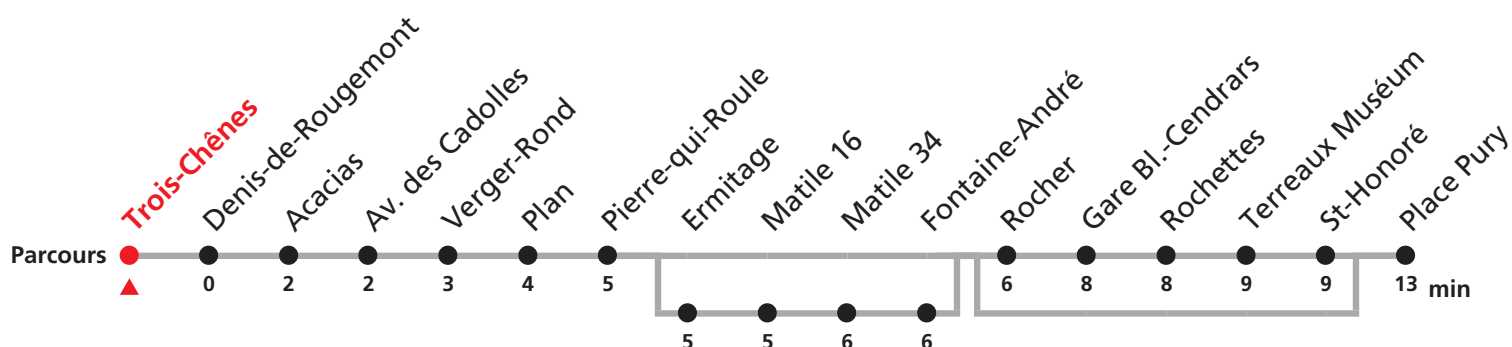 Trois-Chênes
Denis-de-Rougemont
Acacias
Av. des Cadolles
Verger-Rond
Plan
Pierre-qui-Roule
Ermitage
Matile 16
Matile 34
Fontaine-André
Rocher
Gare Bl.-Cendrars
Rochettes
Terreaux Muséum
St-Honoré
Place Pury
Parcours
0 2 2 3 4 5 6 8 8 9 9 13 min
5 5 6 6